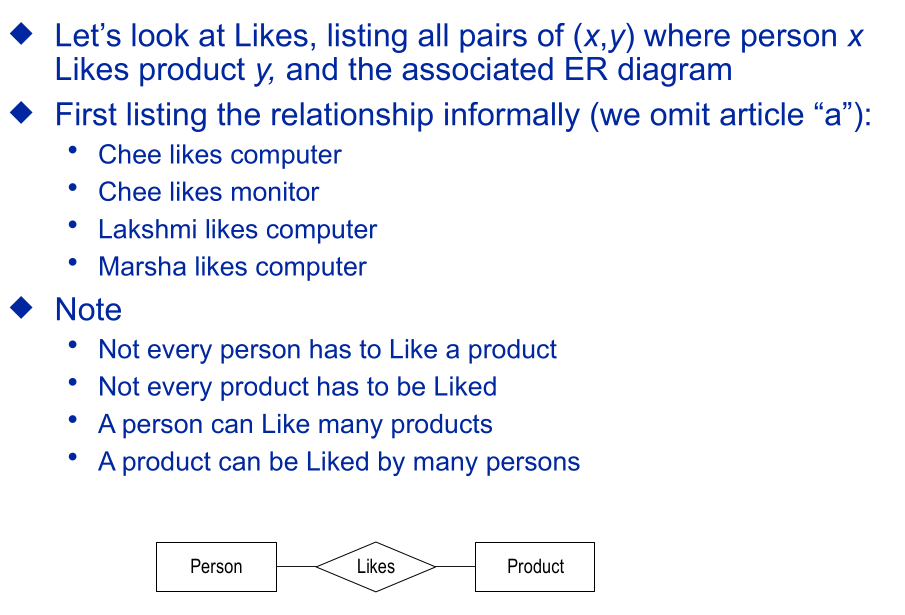 Let’s look at Likes, listing all pairs of (x,y) where person x
Likes product y, and the associated ER diagram
First listing the relationship informally (we omit article “a”):
Chee likes computer
Chee likes monitor
Lakshmi likes computer
Marsha likes computer
Note
Not every person has to Like a product
Not every product has to be Liked
A person can Like many products
A product can be Liked by many persons
Person
Likes
Product